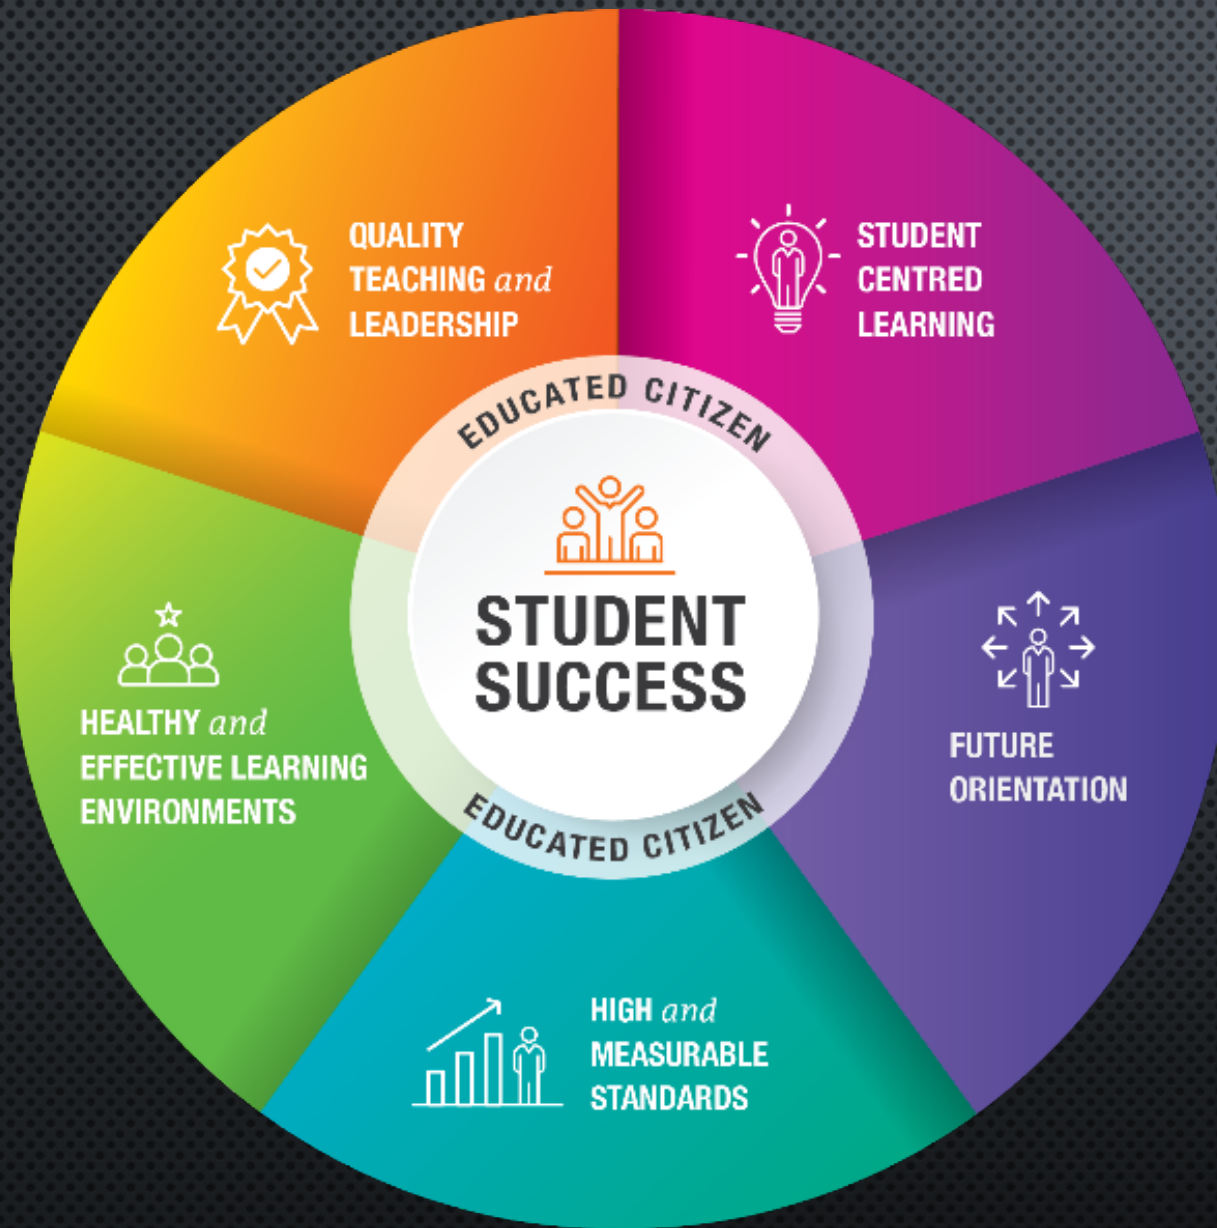 QUALITY
TEACHING and
LEADERSHIP
STUDENT
CENTRED
LEARNING
EDUCATED CITIZEN
STUDENT
SUCCESS
HEALTHY and
EFFECTIVE LEARNING
ENVIRONMENTS
FUTURE
ORIENTATION
EDUCATED CITIZEN
HIGH and
MEASURABLE
STANDARDS